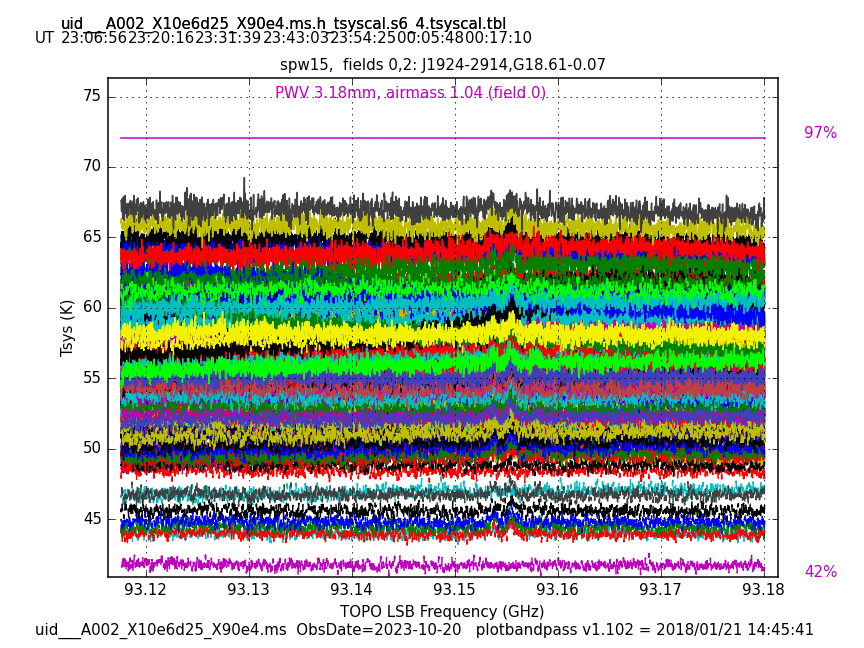 uid___A002_X10e6d25_X90e4.ms.h_tsyscal.s6_4.tsyscal.tbl
UT 23:06:56 23:20:16 23:31:39 23:43:03 23:54:25 00:05:48 00:17:10
spw15, fields 0,2: J1924-2914,G18.61-0.07
PWV 3.18mm, airmass 1.04 (field 0)
75
97%
70
65
60
Tsys (K)
55
50
45
42%
93.12 93.13 93.14 93.15 93.16 93.17 93.18
TOPO LSB Frequency (GHz)
uid___A002_X10e6d25_X90e4.ms ObsDate=2023-10-20 plotbandpass v1.102 = 2018/01/21 14:45:41